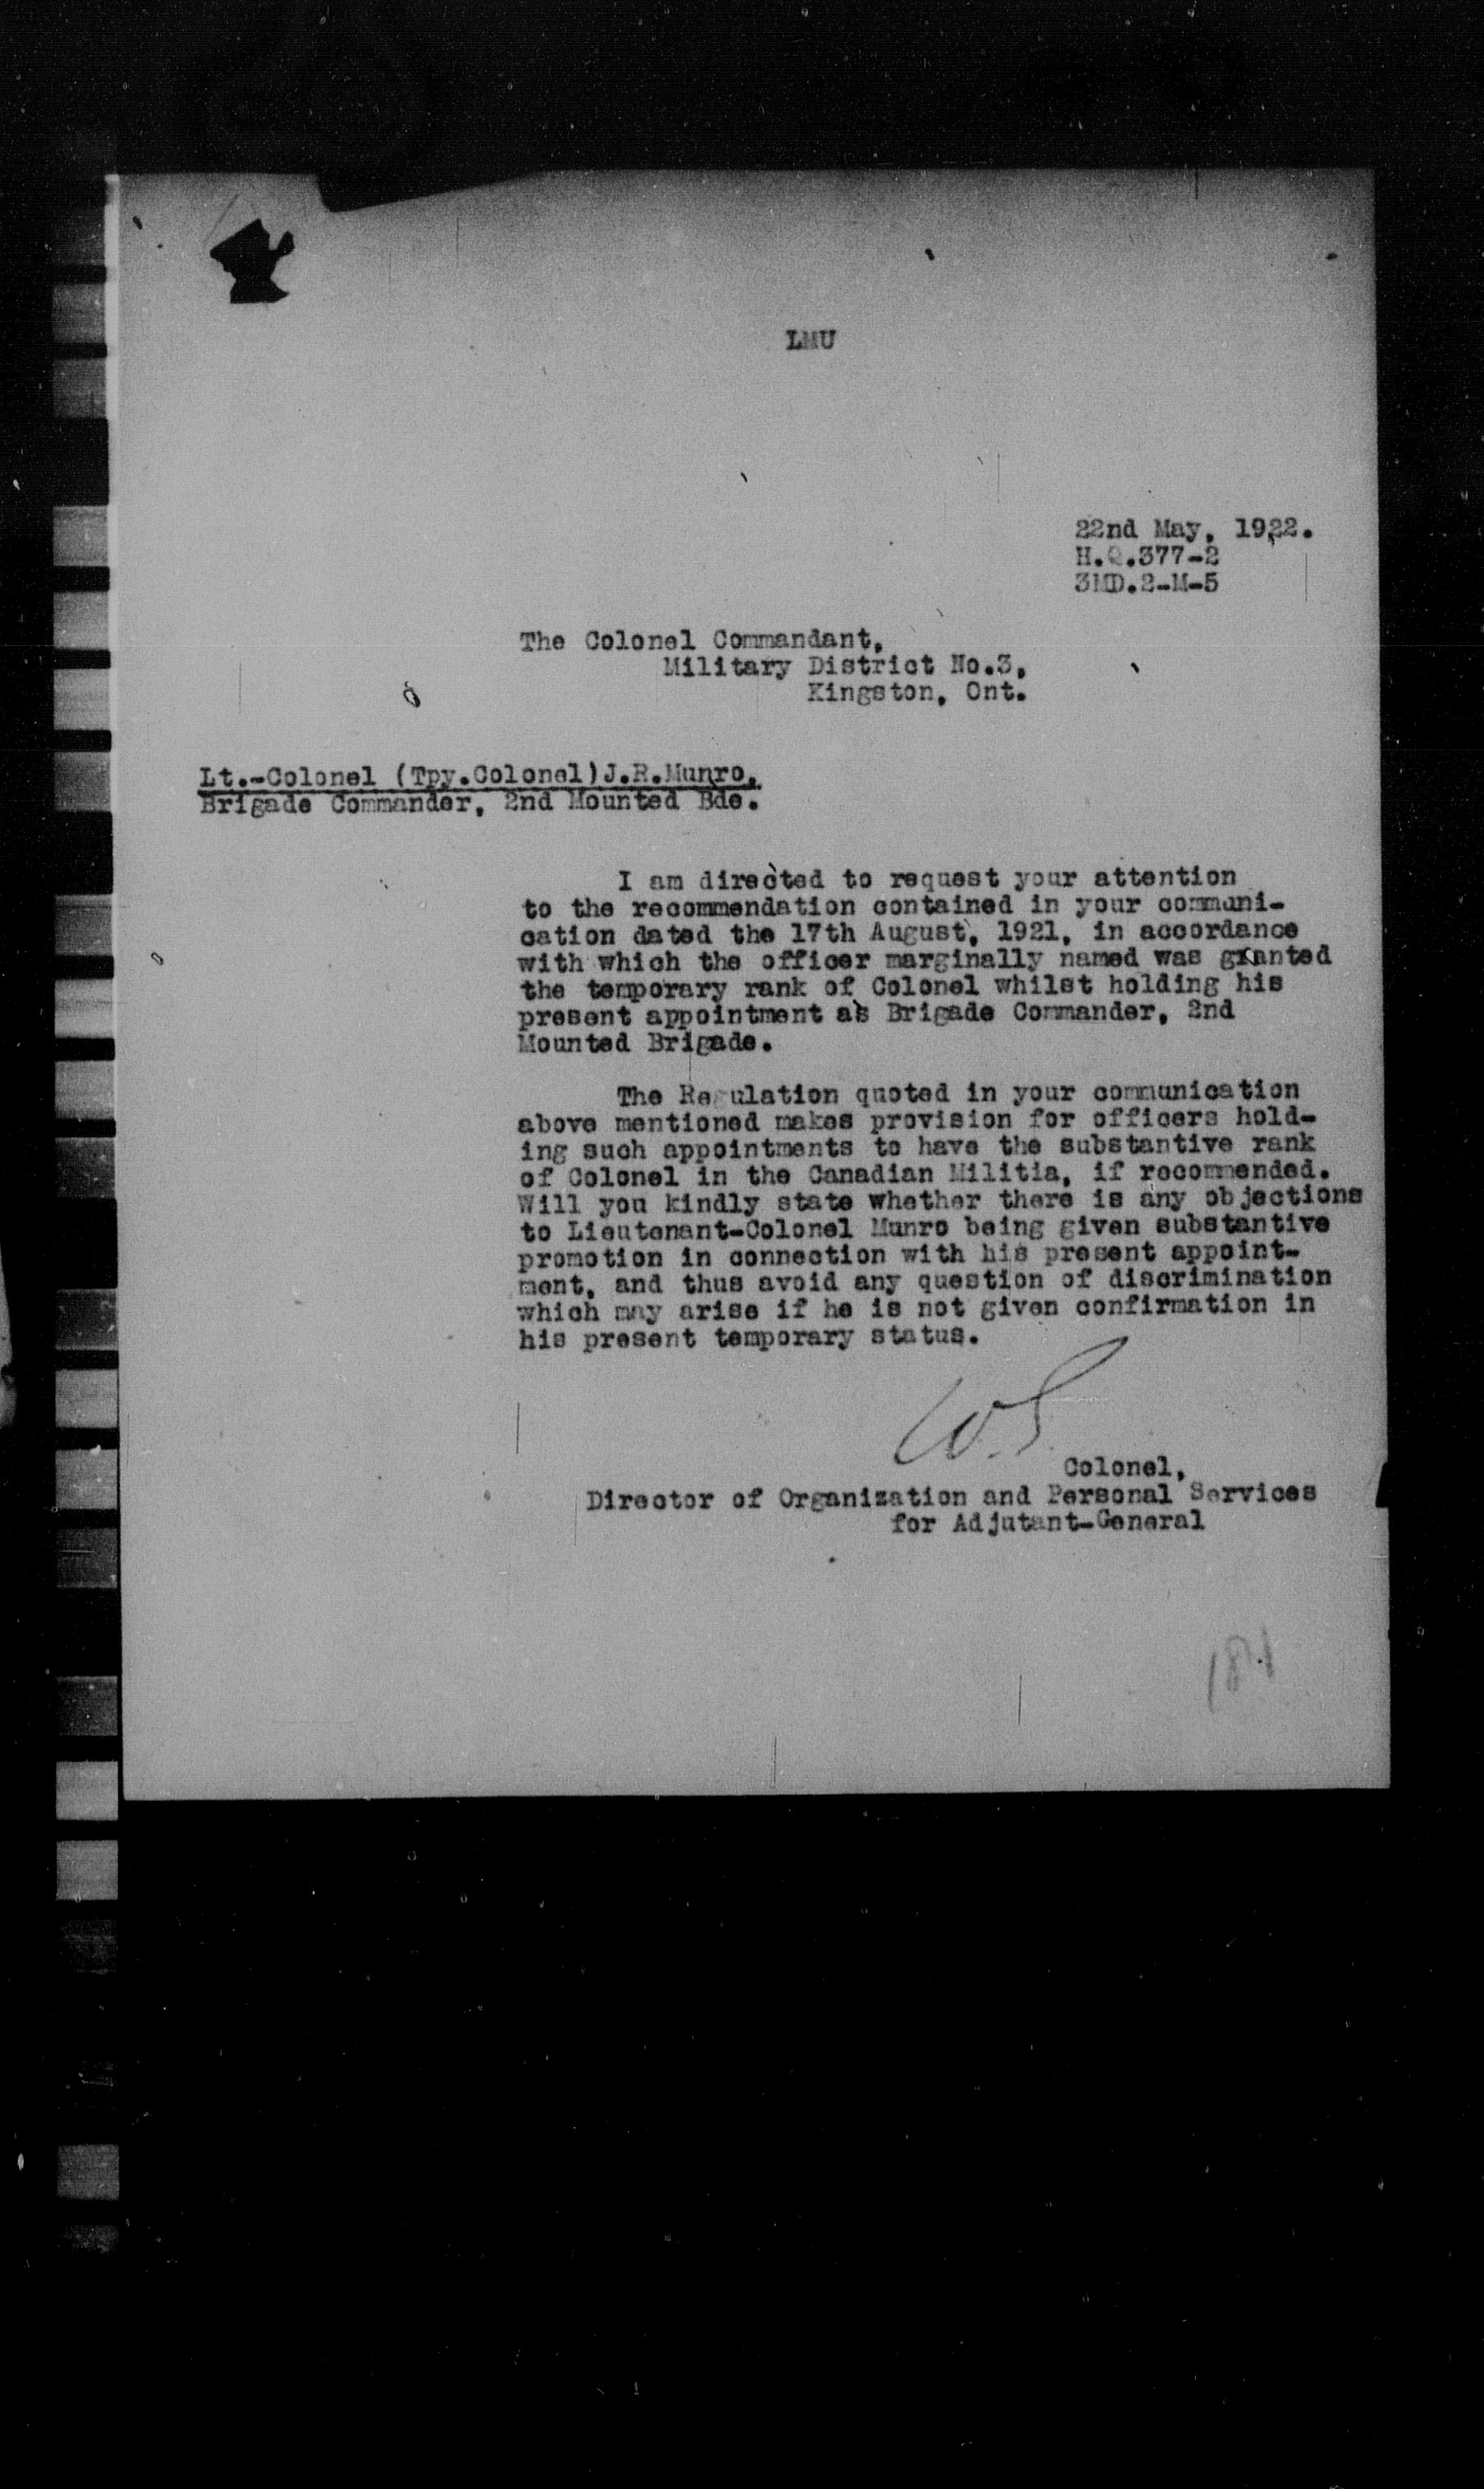 LMU
22nd May, 1922.
H.Q.377-2
3MD.2-M-5
The Colonel Commandant,
Military District No.3,
Kingston, Ont.
Lt.-Colonel (Tpy.Colonel)J.R.Munro,
Brigade Commander, 2nd Mounted Bde.
I am directed to request your attention
to the recommendation contained in your communi-
cation dated the 17th August, 1921, in accordance
with which the officer marginally named was granted
the temporary rank of Colonel whilst holding his
present appointment as Brigade Commander, 2nd
Mounted Brigade.
The Regulation quoted in your communication
above mentioned makes provision for officers hold-
ing such appointments to have the substantive rank
of Colonel in the Canadian Militia, if recommended.
Will you kindly state whether there is any objections
to Lieutenant-Colonel Munro being given substantive
promotion in connection with his present appoint-
ment, and thus avoid any question of discrimination
which may arise if he is not given confirmation in
his present temporary status.
Colonel,
Director of Organization and Personal Services
for Adjutant-General